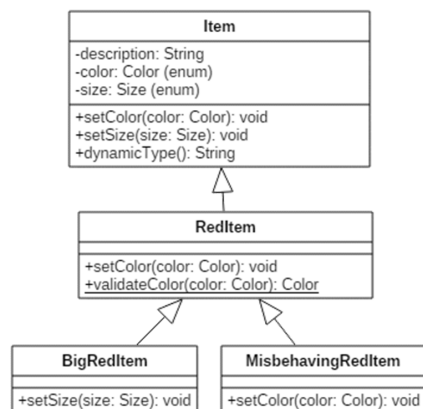 Item
-description: String
-color: Color (enum)
-size: Size (enum)
+setColor(color: Color): void
+setSize(size: Size): void
+dynamicType(): String
RedItem
+setColor(color: Color): void
+validateColor(color: Color): Color
BigRedItem
+setSize(size: Size): void
MisbehavingRedItem
+setColor(color: Color): void